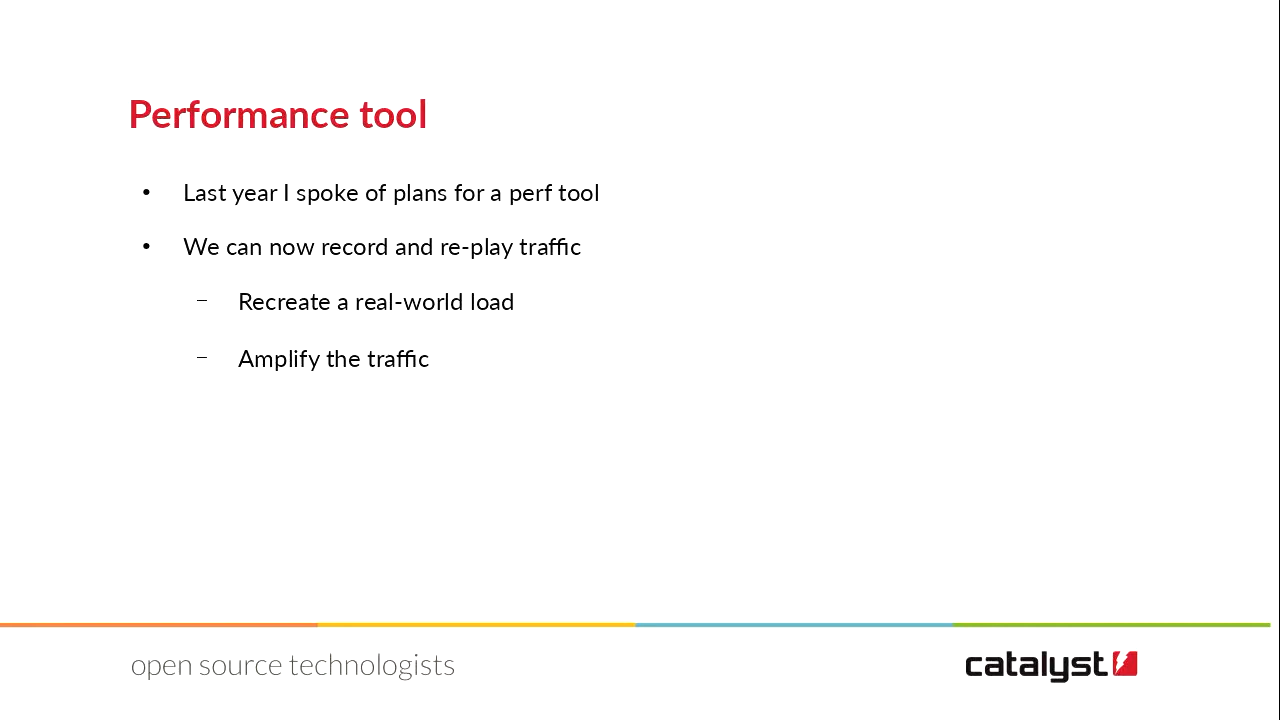 Performance tool
• Last year I spoke of plans for a perf tool
• We can now record and re-play traffic
– Recreate a real-world load
– Amplify the traffic
open source technologists
catalyst